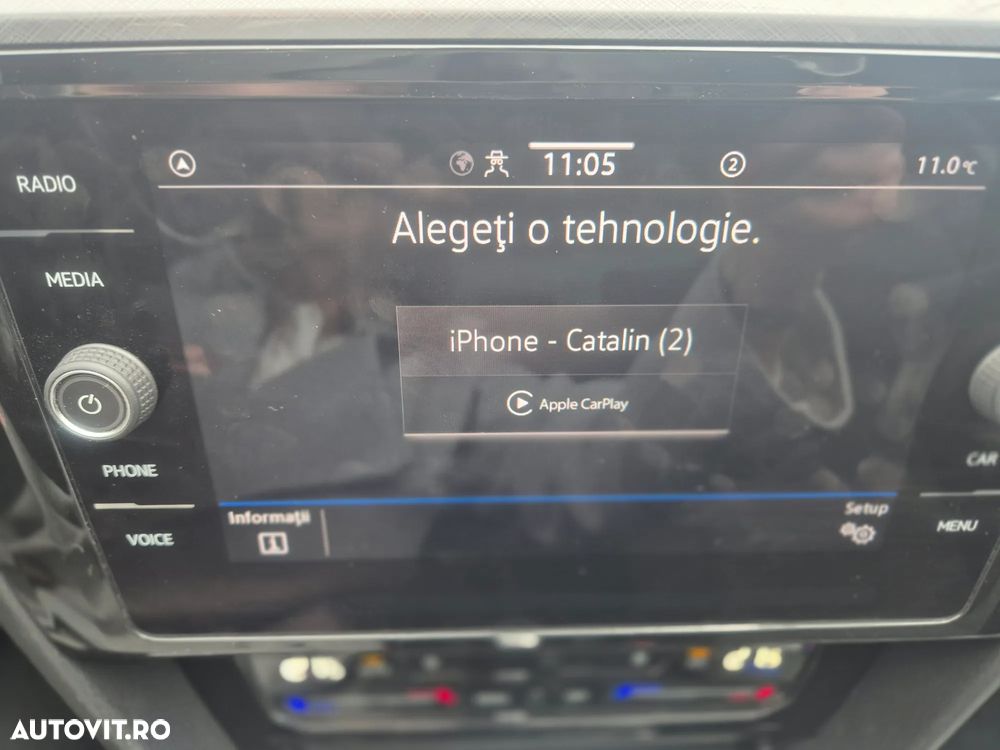 RADIO
MEDIA
PHONE
VOICE
11:05
2
11.0°C
Alegeţi o tehnologie.
iPhone - Catalin (2)
Apple CarPlay
Informaţii
Setup
CAR
MENU
AUTOVIT.RO